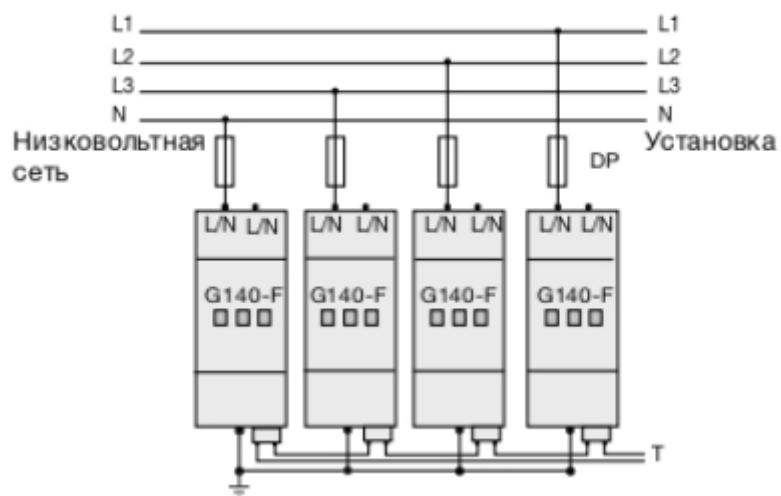 L1 L1
L2 L2
L3 L3
N N
Низковольтная Установка
сеть DP
L/N L/N L/N L/N L/N L/N L/N L/N
G140-F G140-F G140-F G140-F
T